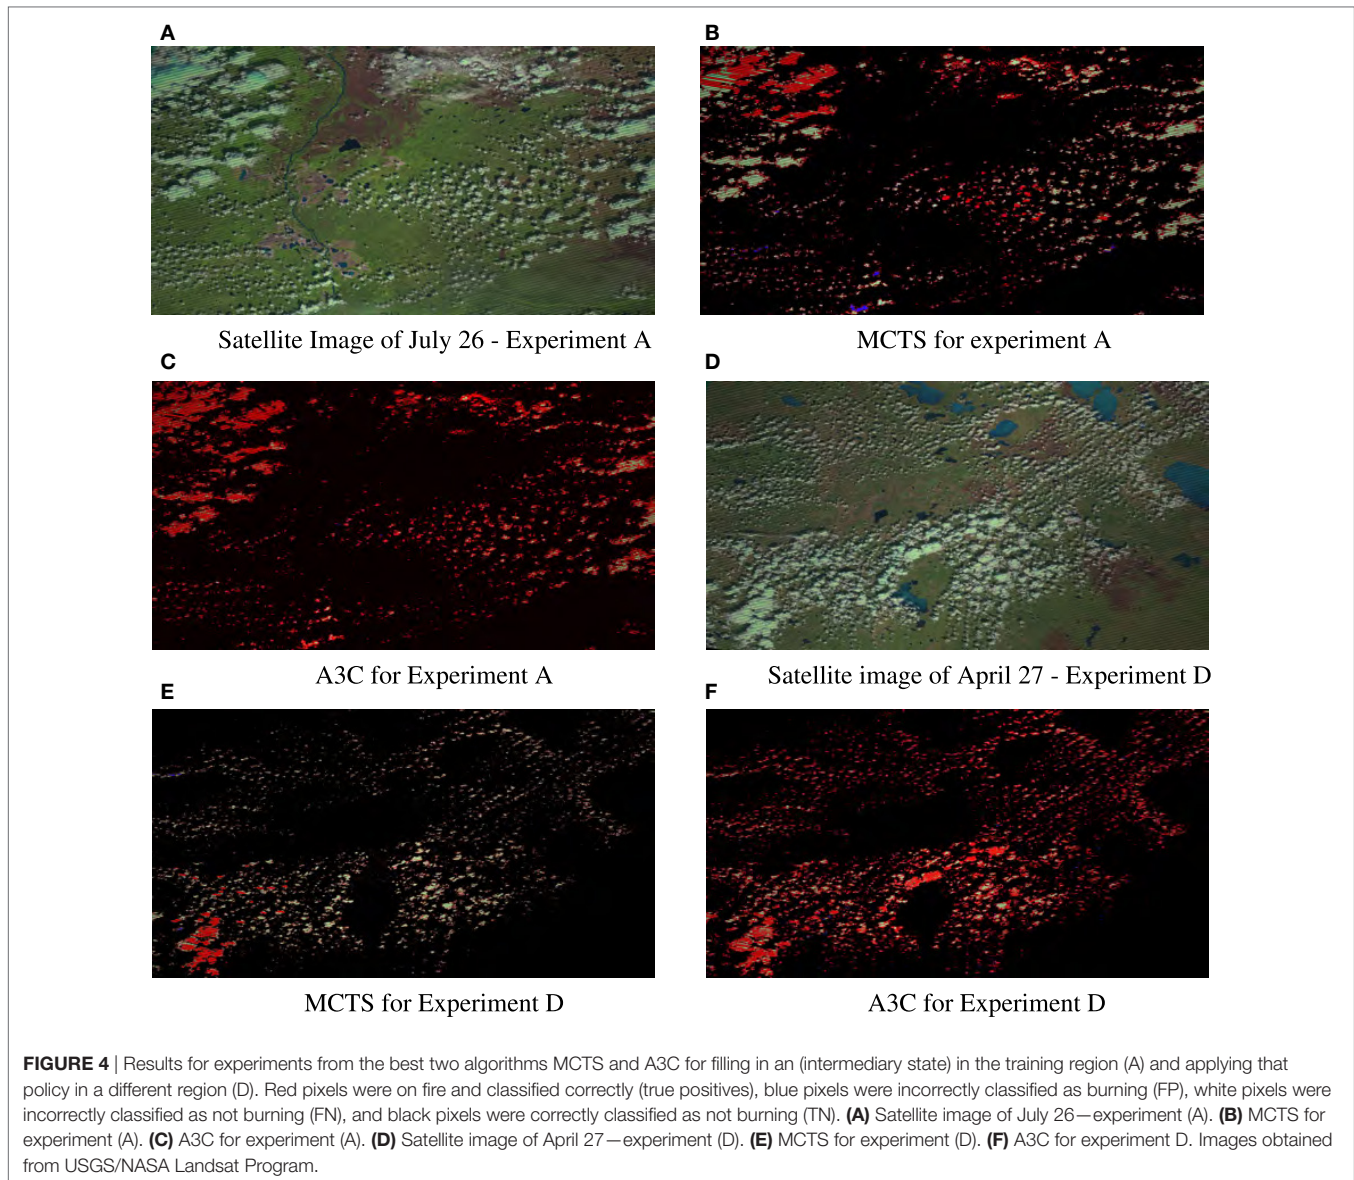 A
B
Satellite Image of July 26 - Experiment A
MCTS for experiment A
C
D
A3C for Experiment A
Satellite image of April 27 - Experiment D
E
F
MCTS for Experiment D
A3C for Experiment D
FIGURE 4 | Results for experiments from the best two algorithms MCTS and A3C for filling in an (intermediary state) in the training region (A) and applying that
policy in a different region (D). Red pixels were on fire and classified correctly (true positives), blue pixels were incorrectly classified as burning (FP), white pixels were
incorrectly classified as not burning (FN), and black pixels were correctly classified as not burning (TN). (A) Satellite image of July 26—experiment (A). (B) MCTS for
experiment (A). (C) A3C for experiment (A). (D) Satellite image of April 27—experiment (D). (E) MCTS for experiment (D). (F) A3C for experiment D. Images obtained
from USGS/NASA Landsat Program.